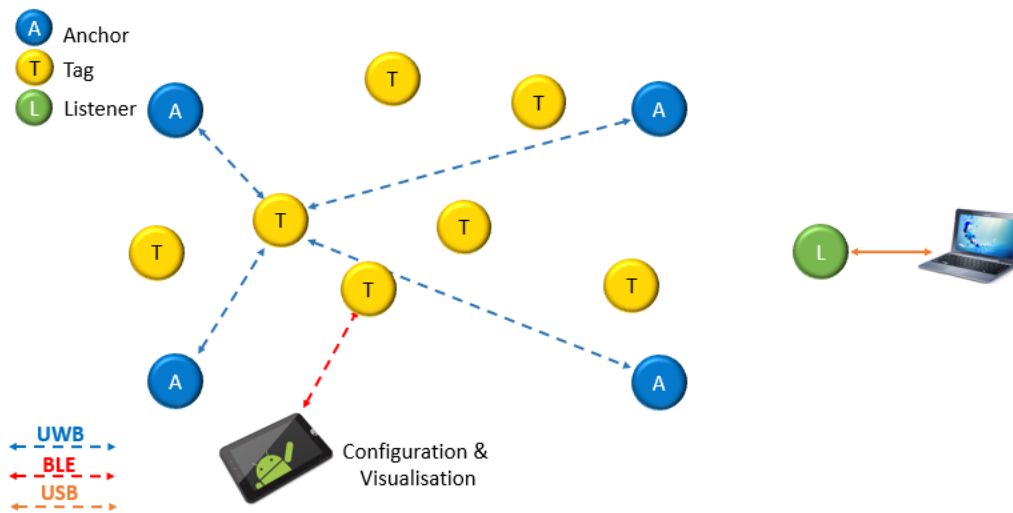 A Anchor
T Tag
L Listener
T
T
A
A
T
T
T
L
T
T
A
A
Configuration &
Visualisation
UWB
BLE
USB